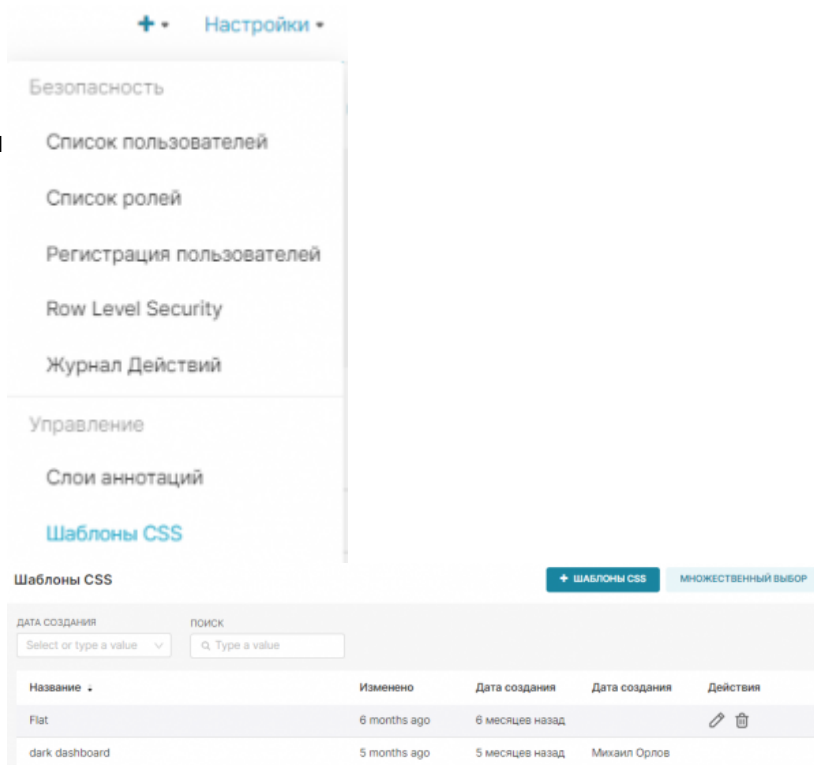 + Настройки
Безопасность
Список пользователей
Список ролей
Регистрация пользователей
Row Level Security
Журнал Действий
Управление
Слои аннотаций
Шаблоны CSS
Шаблоны CSS + ШАБЛОНЫ CSS МНОЖЕСТВЕННЫЙ ВЫБОР
ДАТА СОЗДАНИЯ ПОИСК
Select or type a value Type a value
Название Изменено Дата создания Дата создания Действия
Flat 6 months ago 6 месяцев назад
dark dashboard 5 months ago 5 месяцев назад Михаил Орлов